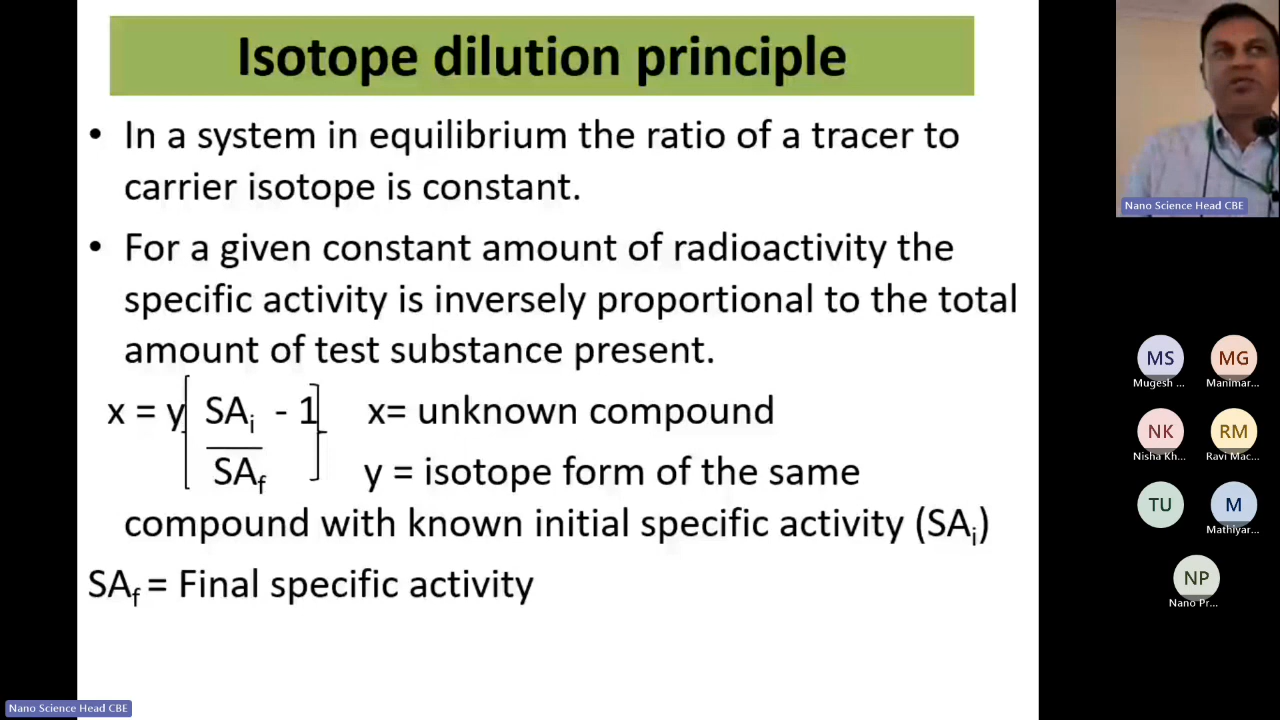 Isotope dilution principle
• In a system in equilibrium the ratio of a tracer to
carrier isotope is constant.
• For a given constant amount of radioactivity the
specific activity is inversely proportional to the total
amount of test substance present.
x = y[ SAi - 1]   x= unknown compound
SAf   y = isotope form of the same
compound with known initial specific activity (SAi)
SAf = Final specific activity
Nano Science Head CBE
Nano Science Head CBE
MS
MG
Mugesh ...
Manimar...
NK
RM
Nisha Kh...
Ravi Mac...
TU
M
Mathiyar...
NP
Nano Pr...